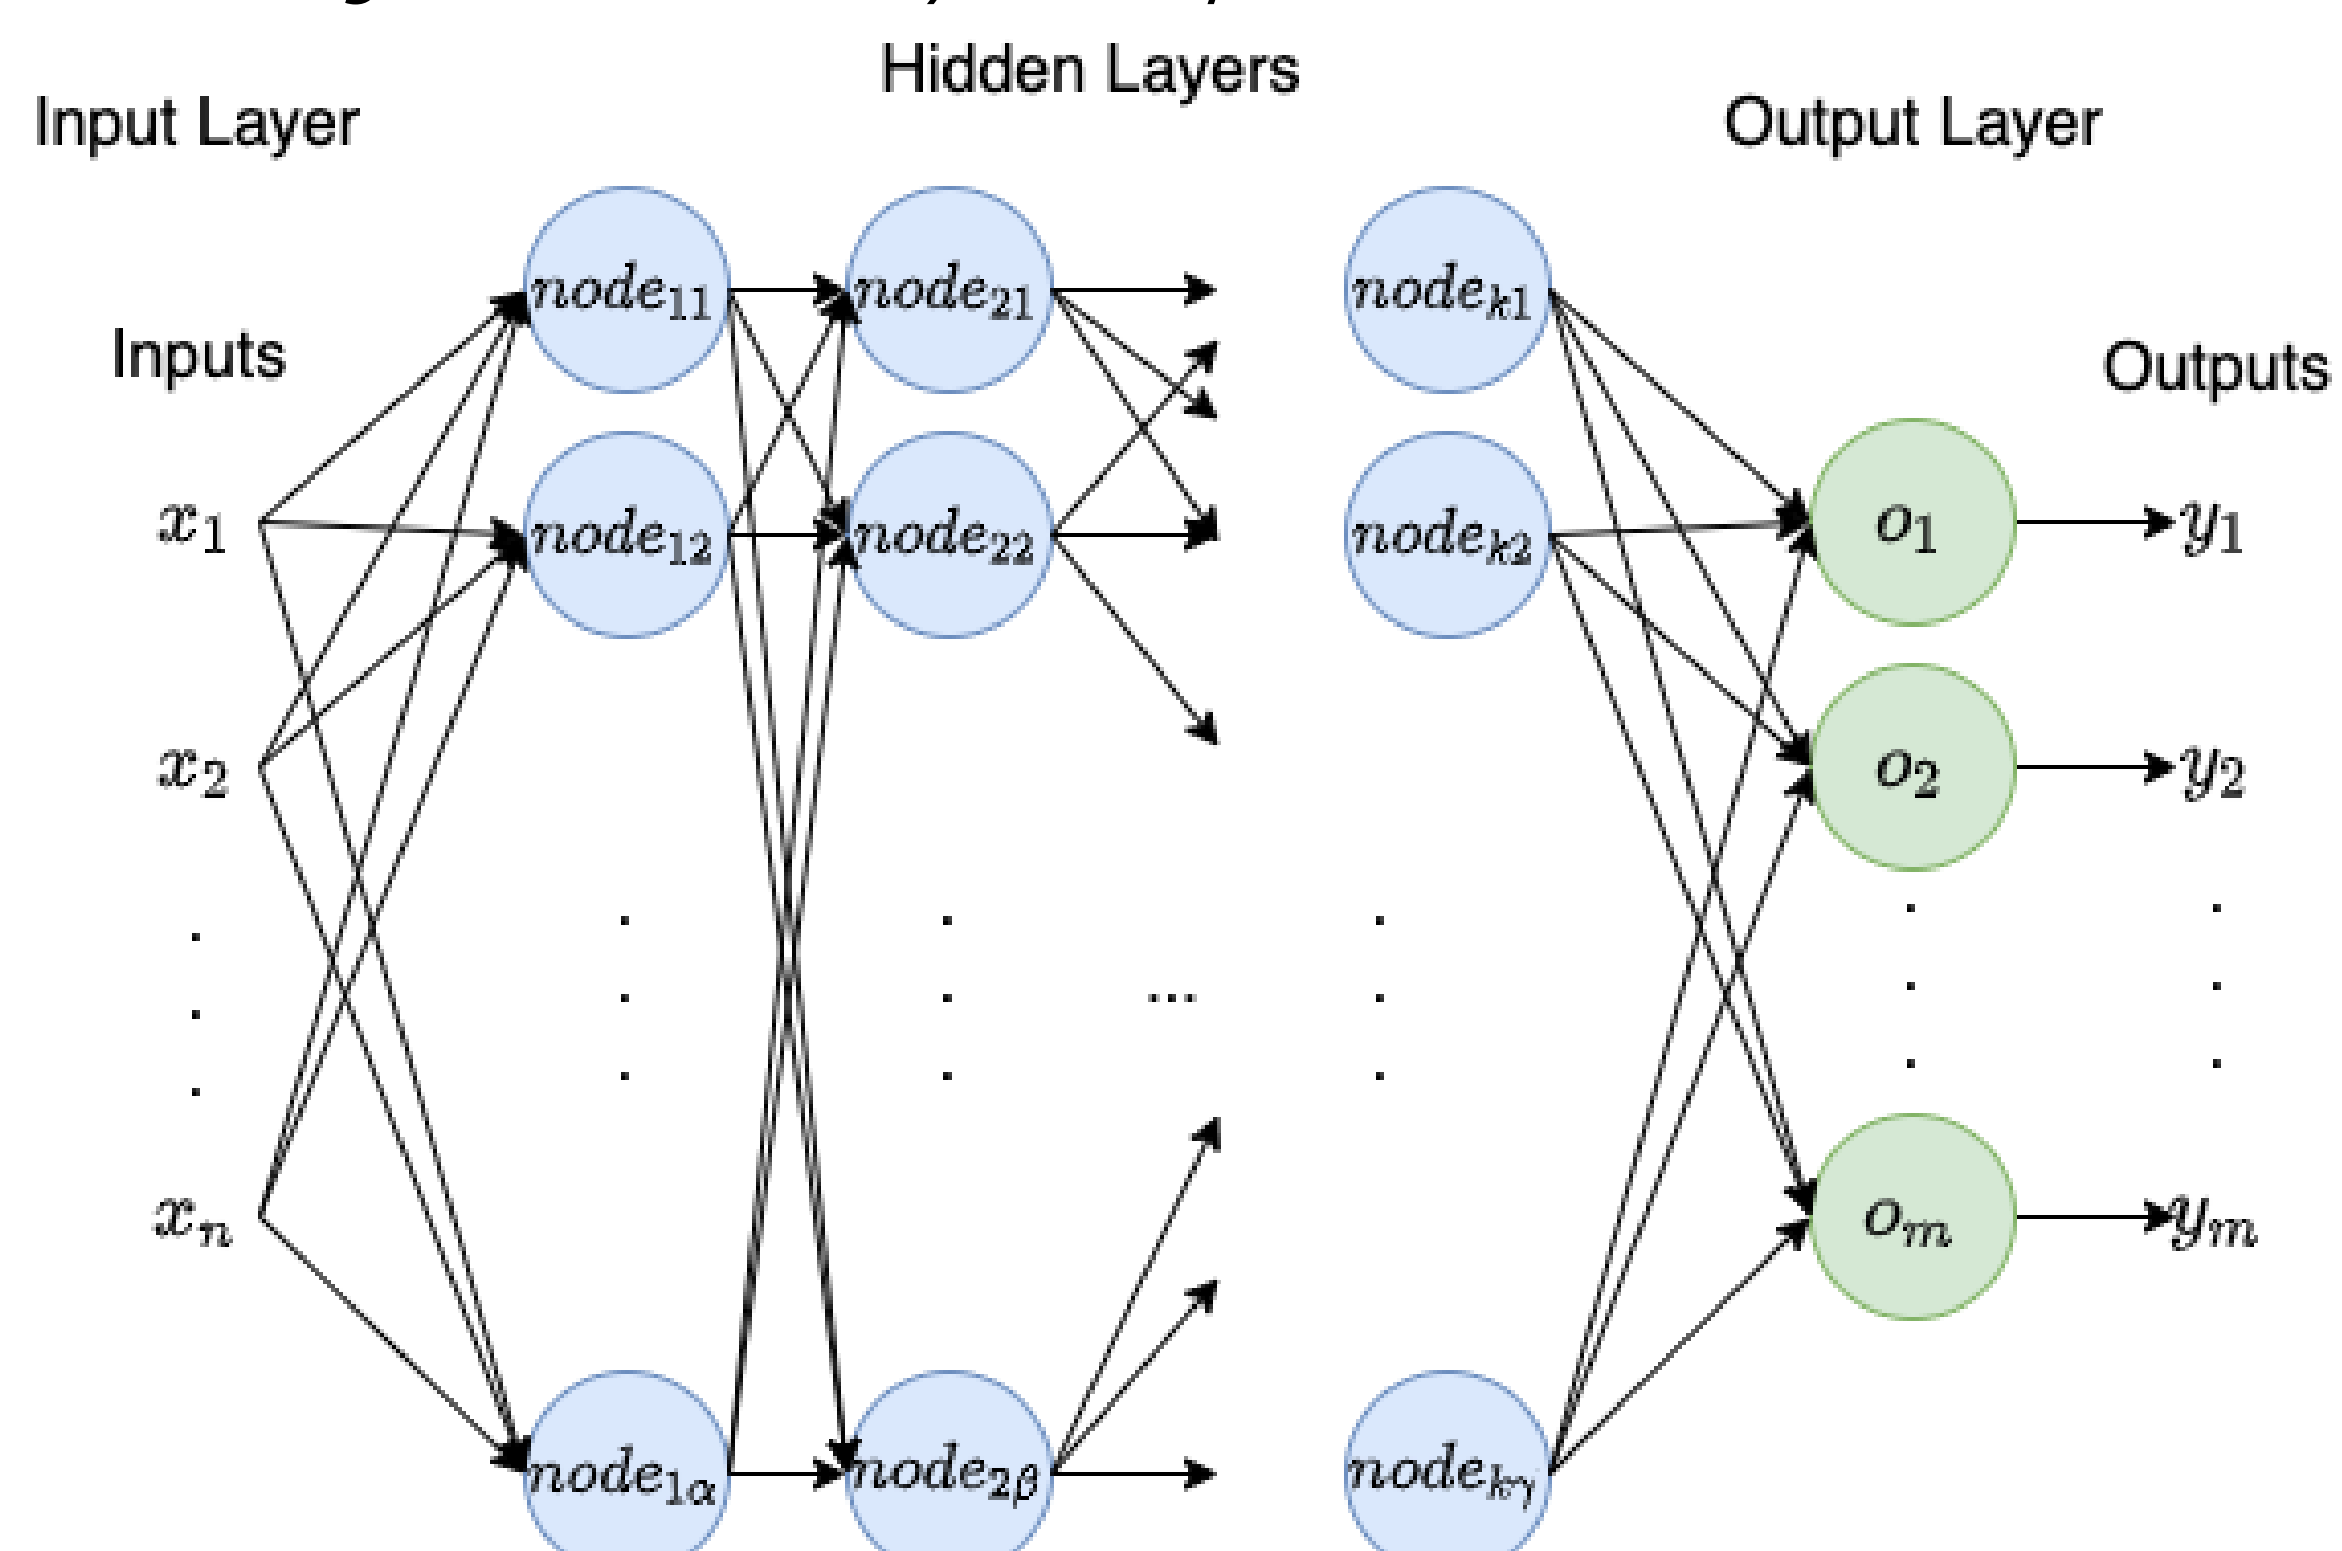 Hidden Layers
Input Layer
Output Layer
Inputs
Outputs
node₁₁ node₂₁ nodeₖ₁
x₁ node₁₂ node₂₂ nodeₖ₂ o₁ y₁
x₂ o₂ y₂
...
xₙ oₘ yₘ
node₁α node₂β nodeₖγ